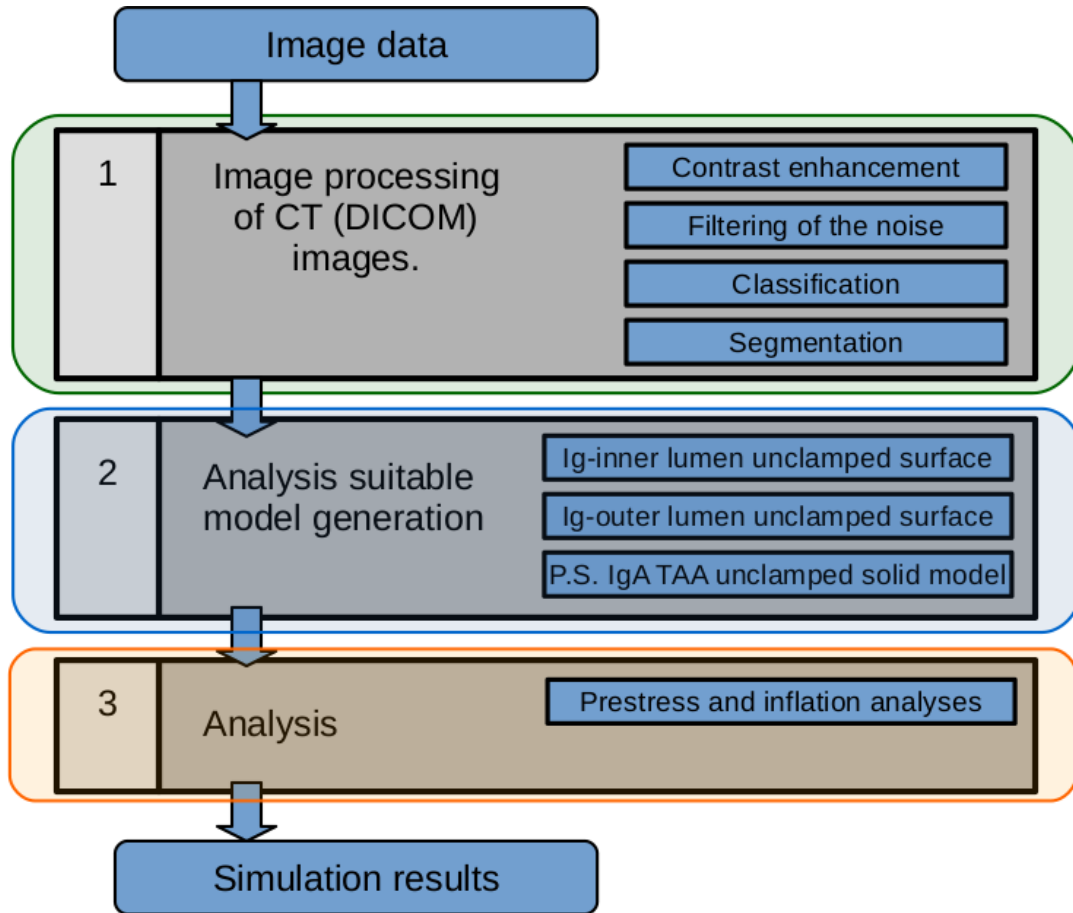 Image data
1
Image processing
of CT (DICOM)
images.
Contrast enhancement
Filtering of the noise
Classification
Segmentation
2
Analysis suitable
model generation
Ig-inner lumen unclamped surface
Ig-outer lumen unclamped surface
P.S. IgA TAA unclamped solid model
3
Analysis
Prestress and inflation analyses
Simulation results